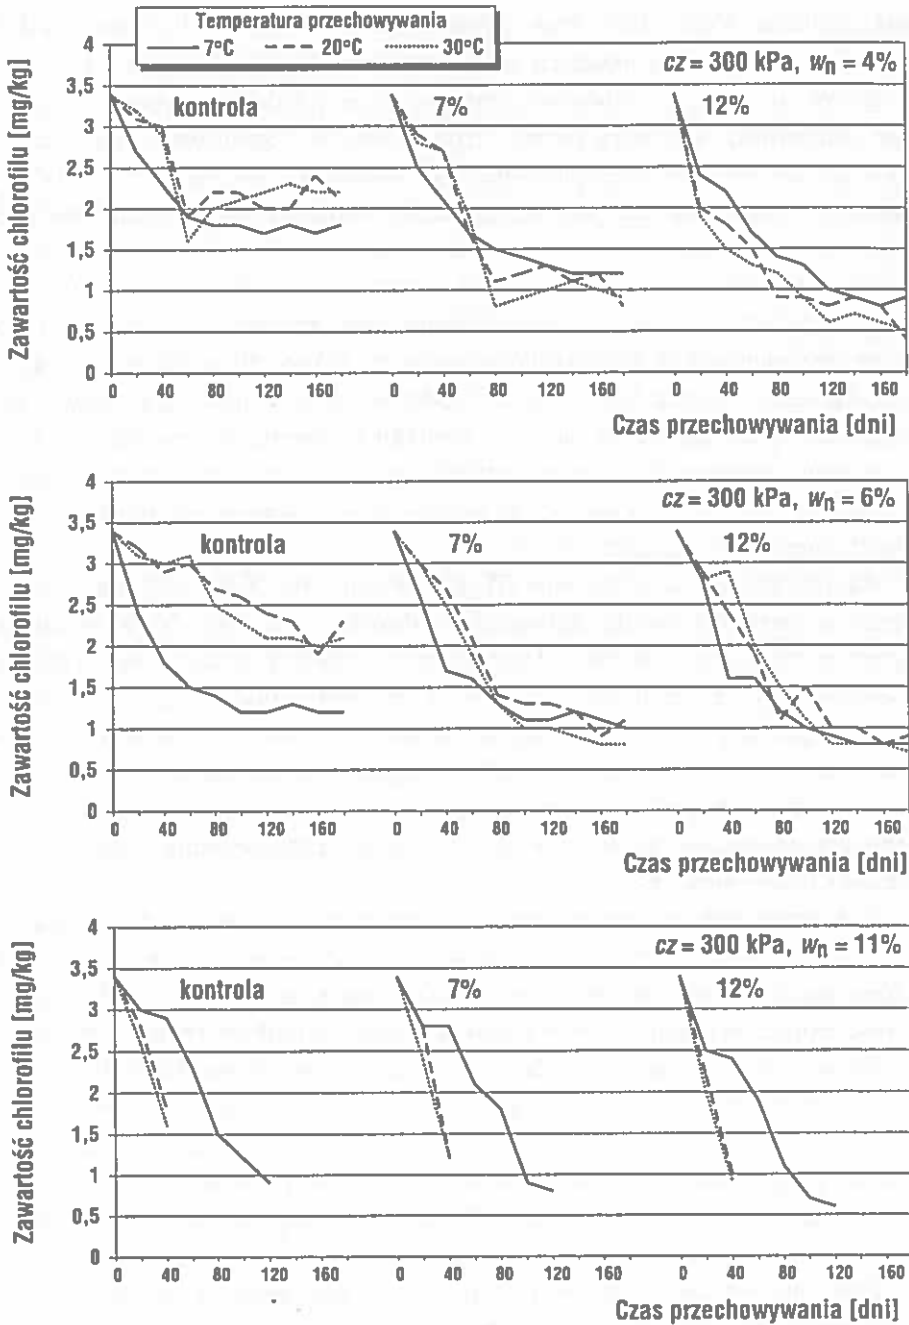 Temperatura przechowywania
7°C 20°C 30°C
Zawartość chlorofilu [mg/kg]
4
3,5
3
2,5
2
1,5
1
0,5
0
cz = 300 kPa, wn = 4%
kontrola 7% 12%
0 40 80 120 160 0 40 80 120 160 0 40 80 120 160
Czas przechowywania [dni]
Zawartość chlorofilu [mg/kg]
4
3,5
3
2,5
2
1,5
1
0,5
0
cz = 300 kPa, wn = 6%
kontrola 7% 12%
0 40 80 120 160 0 40 80 120 160 0 40 80 120 160
Czas przechowywania [dni]
Zawartość chlorofilu [mg/kg]
4
3,5
3
2,5
2
1,5
1
0,5
0
cz = 300 kPa, wn = 11%
kontrola 7% 12%
0 40 80 120 160 0 40 80 120 160 0 40 80 120 160
Czas przechowywania [dni]